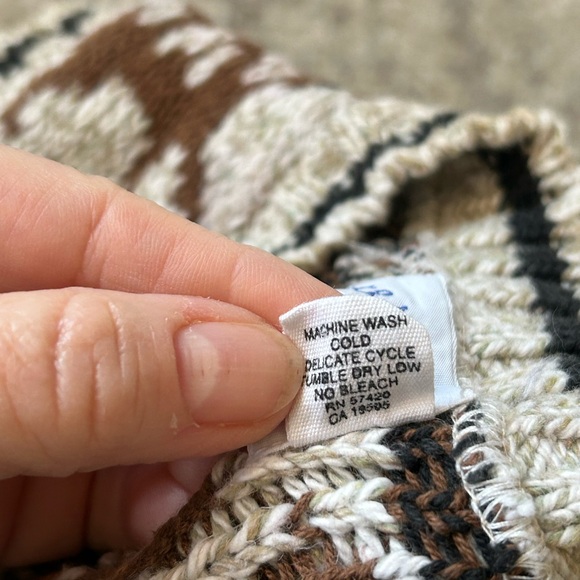 MACHINE WASH
COLD
DELICATE CYCLE
TUMBLE DRY LOW
NO BLEACH
RN 57420
CA 19595